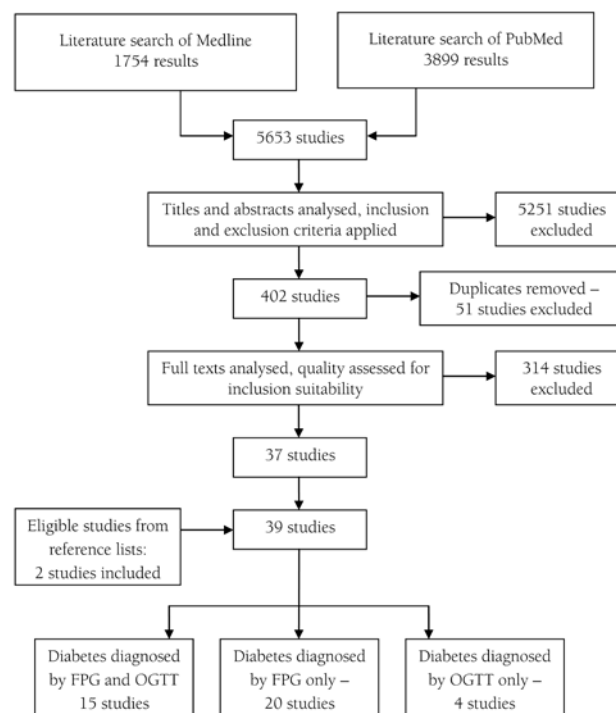 Literature search of Medline
1754 results
Literature search of PubMed
3899 results
5653 studies
Titles and abstracts analysed, inclusion
and exclusion criteria applied
5251 studies
excluded
402 studies
Duplicates removed –
51 studies excluded
Full texts analysed, quality assessed for
inclusion suitability
314 studies
excluded
37 studies
Eligible studies from
reference lists:
2 studies included
39 studies
Diabetes diagnosed
by FPG and OGTT
15 studies
Diabetes diagnosed
by FPG only –
20 studies
Diabetes diagnosed
by OGTT only –
4 studies